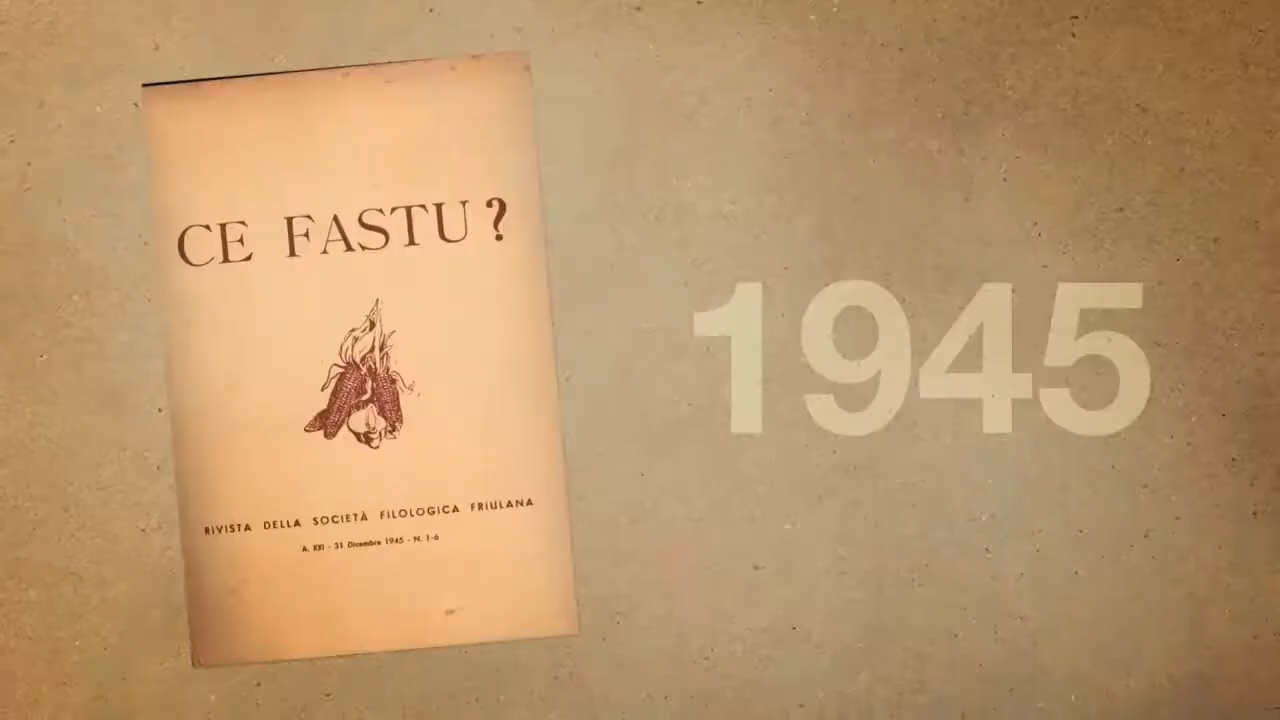 CE FASTU?
RIVISTA DELLA SOCIETÀ FILOLOGICA FRIULANA
A. XXI - 31 Dicembre 1945 - N. 1-6
1945